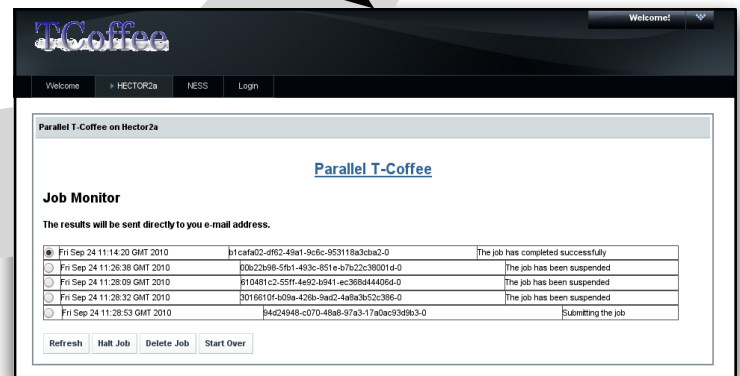 TCoffee
Welcome!
Welcome HECTOR2a NESS Login
Parallel T-Coffee on Hector2a
Parallel T-Coffee
Job Monitor
The results will be sent directly to you e-mail address.
Fri Sep 24 11:14:20 GMT 2010 b1cafa02-df62-49a1-9c6c-953118a3cba2-0 The job has completed successfully
Fri Sep 24 11:26:38 GMT 2010 00b22b98-5fb1-493c-851e-b7b22c38001d-0 The job has been suspended
Fri Sep 24 11:28:09 GMT 2010 610481c2-55ff-4e92-b941-ec368d44406d-0 The job has been suspended
Fri Sep 24 11:28:32 GMT 2010 3016610f-b09a-426b-9ad2-4a8a3b52c386-0 The job has been suspended
Fri Sep 24 11:28:53 GMT 2010 94d24948-c070-48a8-97a3-17a0ac93d9b3-0 Submitting the job
Refresh Halt Job Delete Job Start Over